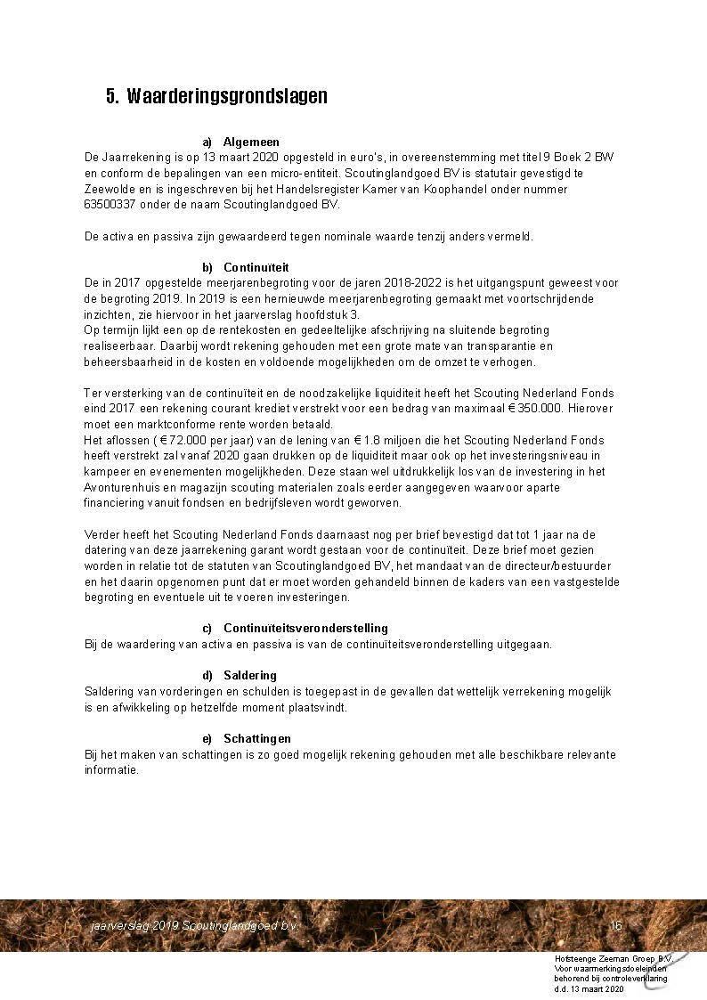 5. Waarderingsgrondslagen
a) Algemeen
De Jaarrekening is op 13 maart 2020 opgesteld in euro's, in overeenstemming met titel 9 Boek 2 BW
en conform de bepalingen van een micro-entiteit. Scoutinglandgoed BV is statutair gevestigd te
Zeewolde en is ingeschreven bij het Handelsregister Kamer van Koophandel onder nummer
63500337 onder de naam Scoutinglandgoed BV.
De activa en passiva zijn gewaardeerd tegen nominale waarde tenzij anders vermeld.
b) Continuïteit
De in 2017 opgestelde meerjarenbegroting voor de jaren 2018-2022 is het uitgangspunt geweest voor
de begroting 2019. In 2019 is een hernieuwde meerjarenbegroting gemaakt met voortschrijdende
inzichten, zie hiervoor in het jaarverslag hoofdstuk 3.
Op termijn lijkt een op de rentekosten en gedeeltelijke afschrijving na sluitende begroting
realiseerbaar. Daarbij wordt rekening gehouden met een grote mate van transparantie en
beheersbaarheid in de kosten en voldoende mogelijkheden om de omzet te verhogen.
Ter versterking van de continuïteit en de noodzakelijke liquiditeit heeft het Scouting Nederland Fonds
eind 2017 een rekening courant krediet verstrekt voor een bedrag van maximaal € 350.000. Hierover
moet een marktconforme rente worden betaald.
Het aflossen ( € 72.000 per jaar) van de lening van € 1.8 miljoen die het Scouting Nederland Fonds
heeft verstrekt zal vanaf 2020 gaan drukken op de liquiditeit maar ook op het investeringsniveau in
kampeer en evenementen mogelijkheden. Deze staan wel uitdrukkelijk los van de investering in het
Avonturenhuis en magazijn scouting materialen zoals eerder aangegeven waarvoor aparte
financiering vanuit fondsen en bedrijfsleven wordt geworven.
Verder heeft het Scouting Nederland Fonds daarnaast nog per brief bevestigd dat tot 1 jaar na de
datering van deze jaarrekening garant wordt gestaan voor de continuïteit. Deze brief moet gezien
worden in relatie tot de statuten van Scoutinglandgoed BV, het mandaat van de directeur/bestuurder
en het daarin opgenomen punt dat er moet worden gehandeld binnen de kaders van een vastgestelde
begroting en eventuele uit te voeren investeringen.
c) Continuïteitsveronderstelling
Bij de waardering van activa en passiva is van de continuïteitsveronderstelling uitgegaan.
d) Saldering
Saldering van vorderingen en schulden is toegepast in de gevallen dat wettelijk verrekening mogelijk
is en afwikkeling op hetzelfde moment plaatsvindt.
e) Schattingen
Bij het maken van schattingen is zo goed mogelijk rekening gehouden met alle beschikbare relevante
informatie.
jaarverslag 2019 Scoutinglandgoed b.v. 16
Hofsteenge Zeeman Groep B.V.
Voor waarmerkingsdoeleinden
behorend bij controleverklaring
d.d. 13 maart 2020